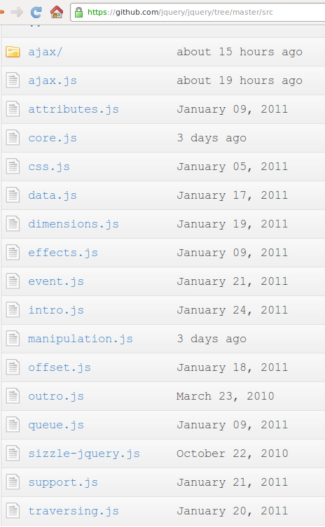 https://github.com/jquery/jquery/tree/master/src
ajax/ about 15 hours ago
ajax.js about 19 hours ago
attributes.js January 09, 2011
core.js 3 days ago
css.js January 05, 2011
data.js January 17, 2011
dimensions.js January 19, 2011
effects.js January 09, 2011
event.js January 21, 2011
intro.js January 24, 2011
manipulation.js 3 days ago
offset.js January 18, 2011
outro.js March 23, 2010
queue.js January 09, 2011
sizzle-jquery.js October 22, 2010
support.js January 21, 2011
traversing.js January 20, 2011